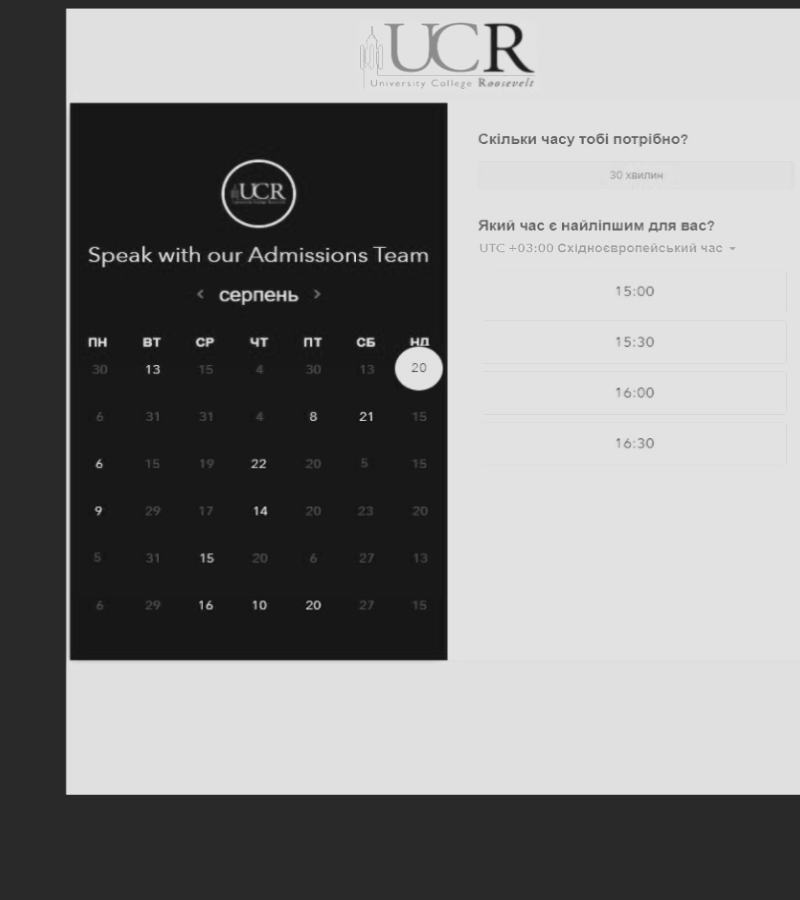 UCR
University College Roosevelt
UCR
Speak with our Admissions Team
< серпень >
ПН ВТ СР ЧТ ПТ СБ НД
30 13 15 4 30 13 20
6 31 31 4 8 21 15
6 15 19 22 20 5 15
9 29 17 14 20 23 20
5 31 15 20 6 27 13
6 29 16 10 20 27 15
Скільки часу тобі потрібно?
30 хвилин
Який час є найліпшим для вас?
UTC +03:00 Східноєвропейський час
15:00
15:30
16:00
16:30